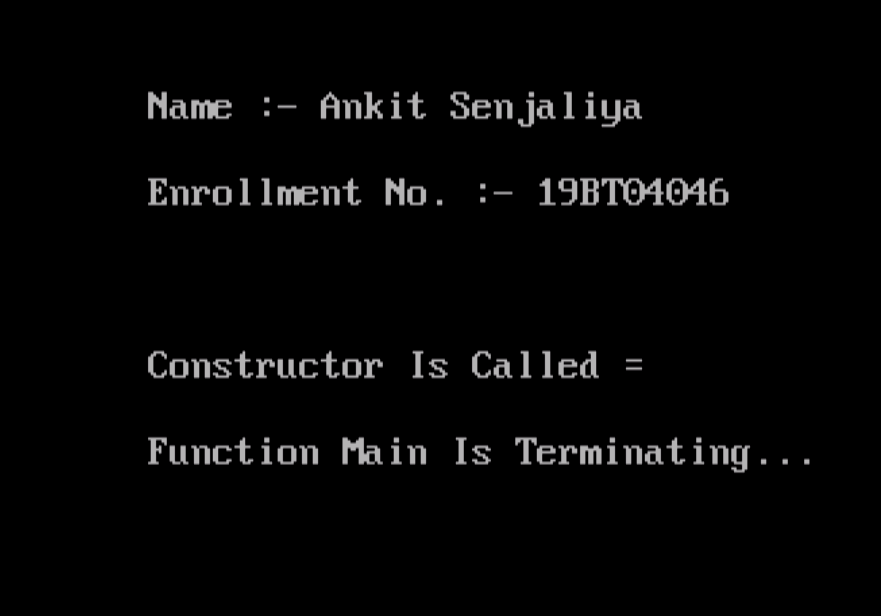 Name :- Ankit Senjaliya
Enrollment No. :- 19BT04046
Constructor Is Called =
Function Main Is Terminating...